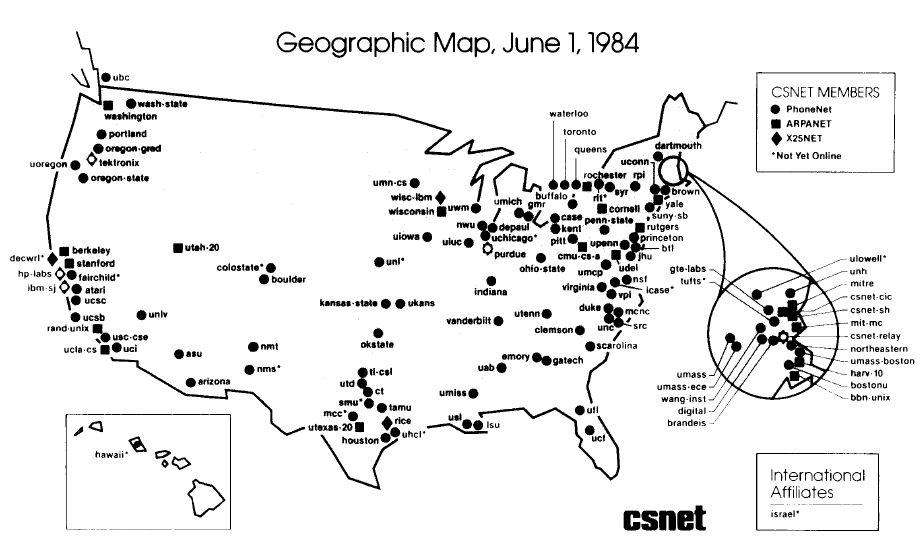 Geographic Map, June 1, 1984
CSNET MEMBERS
PhoneNet
ARPANET
X25NET
*Not Yet Online
ubc
wash-state
washington
portland
oregon-grad
tektronix
uoregon
oregon-state
berkeley
decwrl*
stanford
hp-labs
fairchild*
ibm-sj
atari
ucsc
ucsb
rand-unix
usc-cse
ucla-cs
uci
utah-20
colostate*
boulder
unlv
asu
arizona
nmt
nms*
umn-cs
wisc-ibm
wisconsin
uwm
uiowa
unl*
kansas-state
ukans
okstate
ti-csl
utd
ct
smu*
tamu
mcc*
utexas-20
rice
houston
uhcl*
nwu
depaul
uiuc
uchicago*
purdue
umich
gmr
indiana
ohio-state
vanderbilt
utenn
clemson
emory
gatech
uab
umiss
usl
lsu
ufl
ucf
scarolina
waterloo
toronto
queens
rochester
rpi
buffalo
rit*
syr
cornell
case
kent
pitt
penn-state
cmu-cs-a
upenn
umcp
udel
virginia
vpi
duke
unc
mcnc
src
nsf
icase*
jhu
btl
princeton
rutgers
suny-sb
yale
brown
uconn
dartmouth
gte-labs
tufts*
ulowell*
unh
mitre
csnet-cic
csnet-sh
mit-mc
csnet-relay
northeastern
umass-boston
harv-10
bostonu
bbn-unix
umass
umass-ece
wang-inst
digital
brandeis
hawaii*
International
Affiliates
israel*
csnet